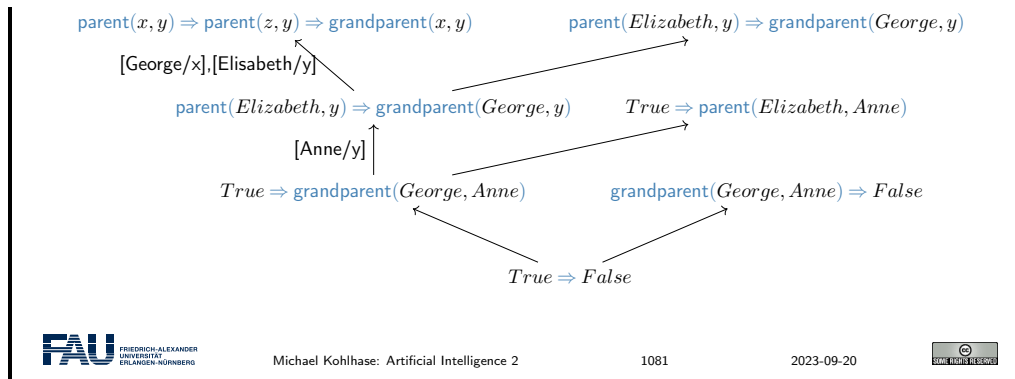 parent(x, y) ⇒ parent(z, y) ⇒ grandparent(x, y) parent(Elizabeth, y) ⇒ grandparent(George, y)
[George/x],[Elisabeth/y]
parent(Elizabeth, y) ⇒ grandparent(George, y) True ⇒ parent(Elizabeth, Anne)
[Anne/y]
True ⇒ grandparent(George, Anne) grandparent(George, Anne) ⇒ False
True ⇒ False
FAU FRIEDRICH-ALEXANDER
UNIVERSITÄT
ERLANGEN-NÜRNBERG
Michael Kohlhase: Artificial Intelligence 2 1081 2023-09-20
cc
SOME RIGHTS RESERVED